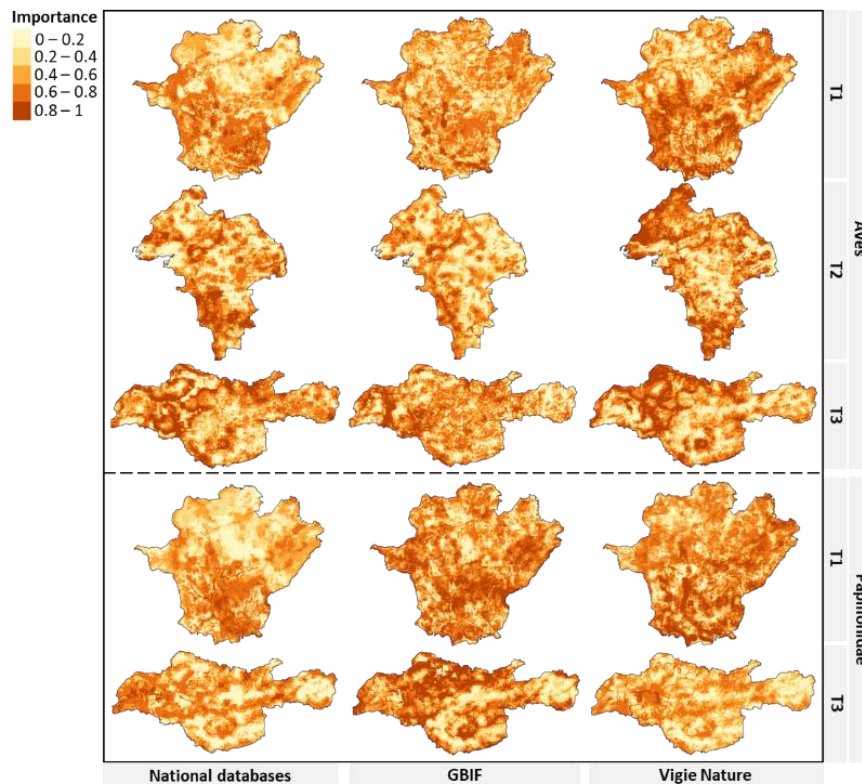 Importance
0 – 0.2
0.2 – 0.4
0.4 – 0.6
0.6 – 0.8
0.8 – 1
T1
T2
T3
Aves
T1
T3
National databases
GBIF
Vigie Nature